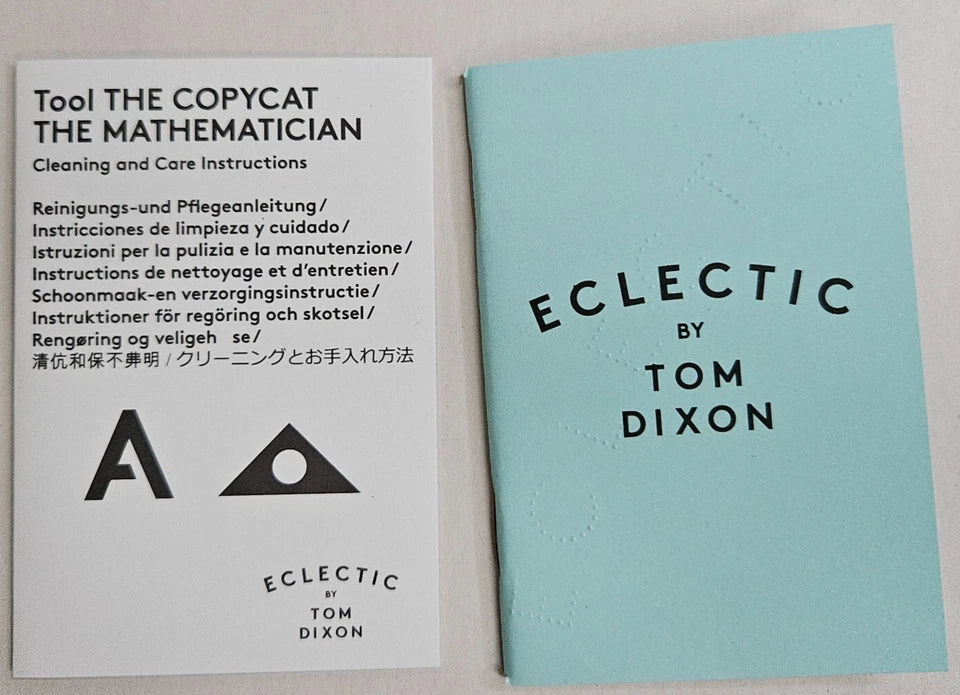 Tool THE COPYCAT
THE MATHEMATICIAN
Cleaning and Care Instructions
Reinigungs-und Pflegeanleitung/
Instricciones de limpieza y cuidado/
Istruzioni per la pulizia e la manutenzione/
Instructions de nettoyage et d'entretien/
Schoonmaak-en verzorgingsinstructie/
Instruktioner för regöring och skotsel/
Rengøring og veligeh se/
清伉和保不弗明 / クリーニングとお手入れ方法
A
ECLECTIC
BY
TOM
DIXON
ECLECTIC
BY
TOM
DIXON